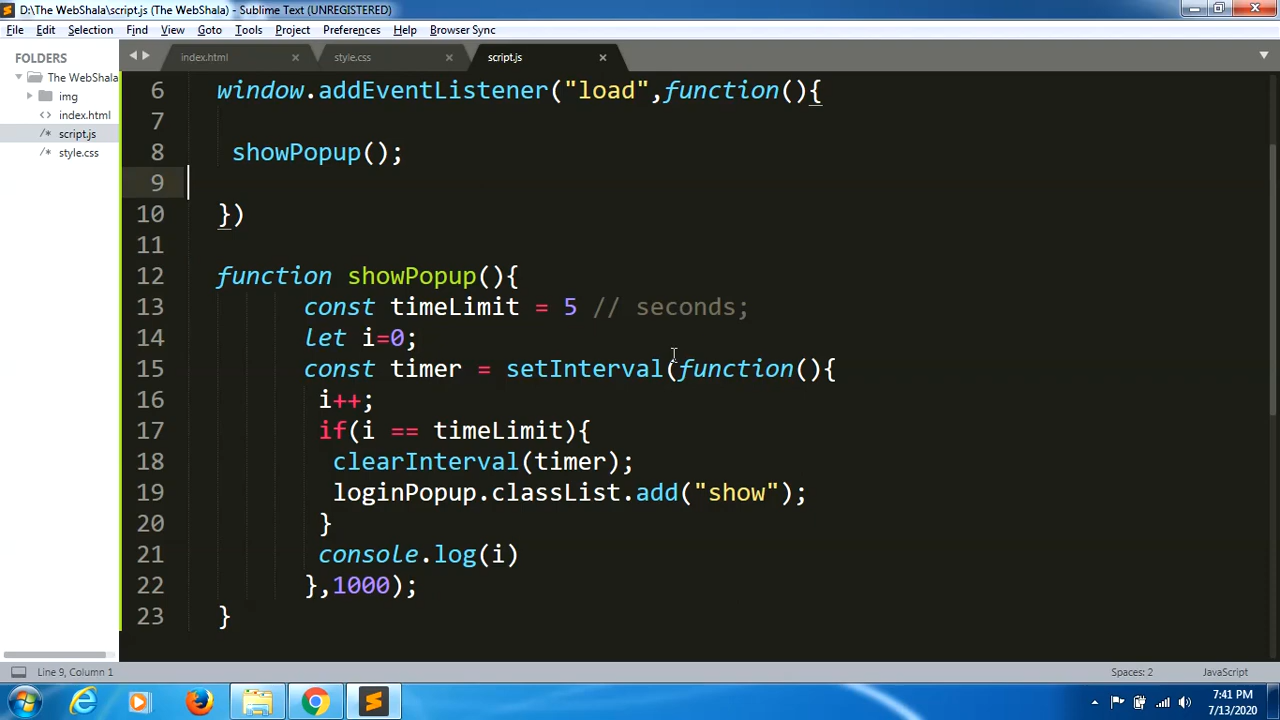 D:\The WebShala\script.js (The WebShala) - Sublime Text (UNREGISTERED)
File Edit Selection Find View Goto Tools Project Preferences Help Browser Sync
FOLDERS
The WebShala
img
index.html
script.js
style.css
index.html style.css script.js
6 window.addEventListener("load",function(){
7
8 showPopup();
9
10 })
11
12 function showPopup(){
13 const timeLimit = 5 // seconds;
14 let i=0;
15 const timer = setInterval(function(){
16 i++;
17 if(i == timeLimit){
18 clearInterval(timer);
19 loginPopup.classList.add("show");
20 }
21 console.log(i)
22 },1000);
23 }
Line 9, Column 1 Spaces: 2 JavaScript
7:41 PM
7/13/2020